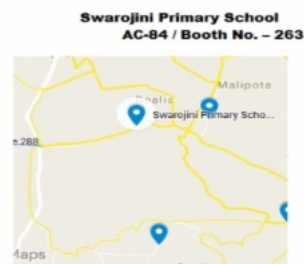 Swarojini Primary School
AC-84 / Booth No. – 263
Malipota
Swarojini Primary Scho...
288
Maps